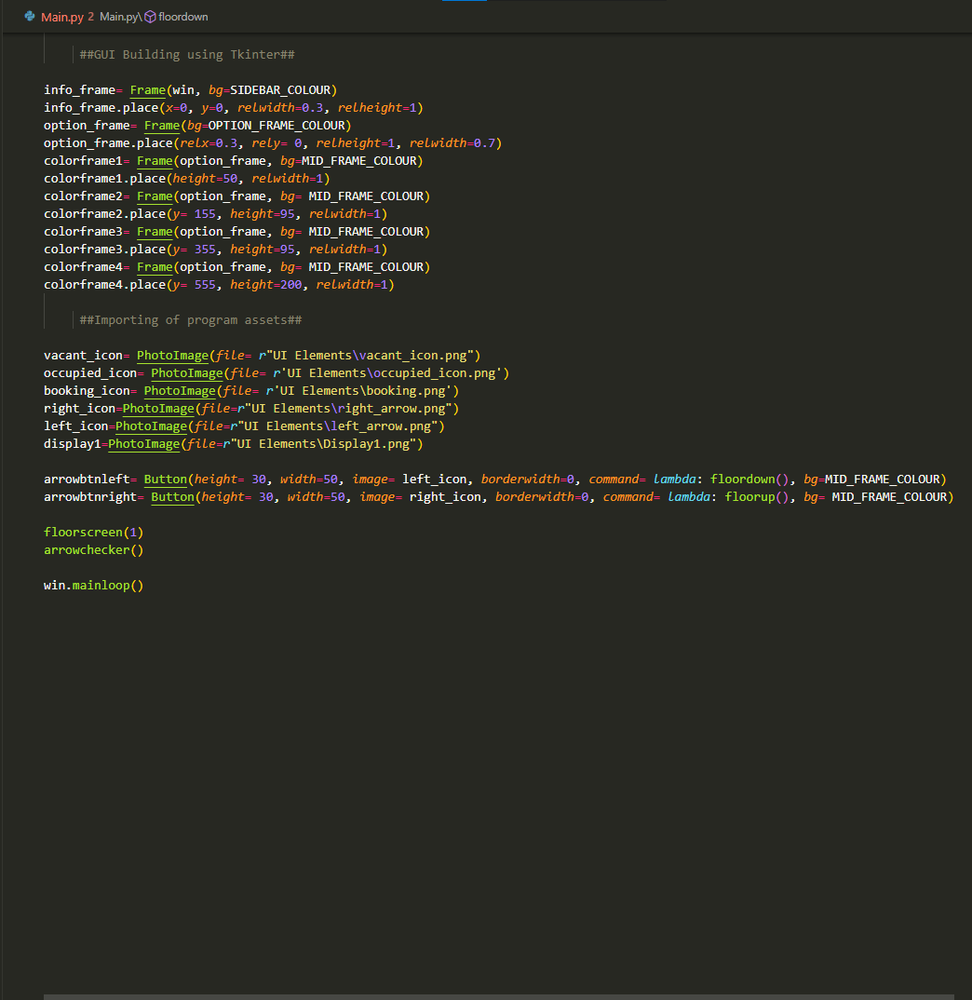 Main.py 2 Main.py\floordown
##GUI Building using Tkinter##
info_frame= Frame(win, bg=SIDEBAR_COLOUR)
info_frame.place(x=0, y=0, relwidth=0.3, relheight=1)
option_frame= Frame(bg=OPTION_FRAME_COLOUR)
option_frame.place(relx=0.3, rely= 0, relheight=1, relwidth=0.7)
colorframe1= Frame(option_frame, bg=MID_FRAME_COLOUR)
colorframe1.place(height=50, relwidth=1)
colorframe2= Frame(option_frame, bg= MID_FRAME_COLOUR)
colorframe2.place(y= 155, height=95, relwidth=1)
colorframe3= Frame(option_frame, bg= MID_FRAME_COLOUR)
colorframe3.place(y= 355, height=95, relwidth=1)
colorframe4= Frame(option_frame, bg= MID_FRAME_COLOUR)
colorframe4.place(y= 555, height=200, relwidth=1)
##Importing of program assets##
vacant_icon= PhotoImage(file= r"UI Elements\vacant_icon.png")
occupied_icon= PhotoImage(file= r'UI Elements\occupied_icon.png')
booking_icon= PhotoImage(file= r'UI Elements\booking.png')
right_icon=PhotoImage(file=r"UI Elements\right_arrow.png")
left_icon=PhotoImage(file=r"UI Elements\left_arrow.png")
display1=PhotoImage(file=r"UI Elements\Display1.png")
arrowbtnleft= Button(height= 30, width=50, image= left_icon, borderwidth=0, command= lambda: floordown(), bg=MID_FRAME_COLOUR)
arrowbtnright= Button(height= 30, width=50, image= right_icon, borderwidth=0, command= lambda: floorup(), bg= MID_FRAME_COLOUR)
floorscreen(1)
arrowchecker()
win.mainloop()